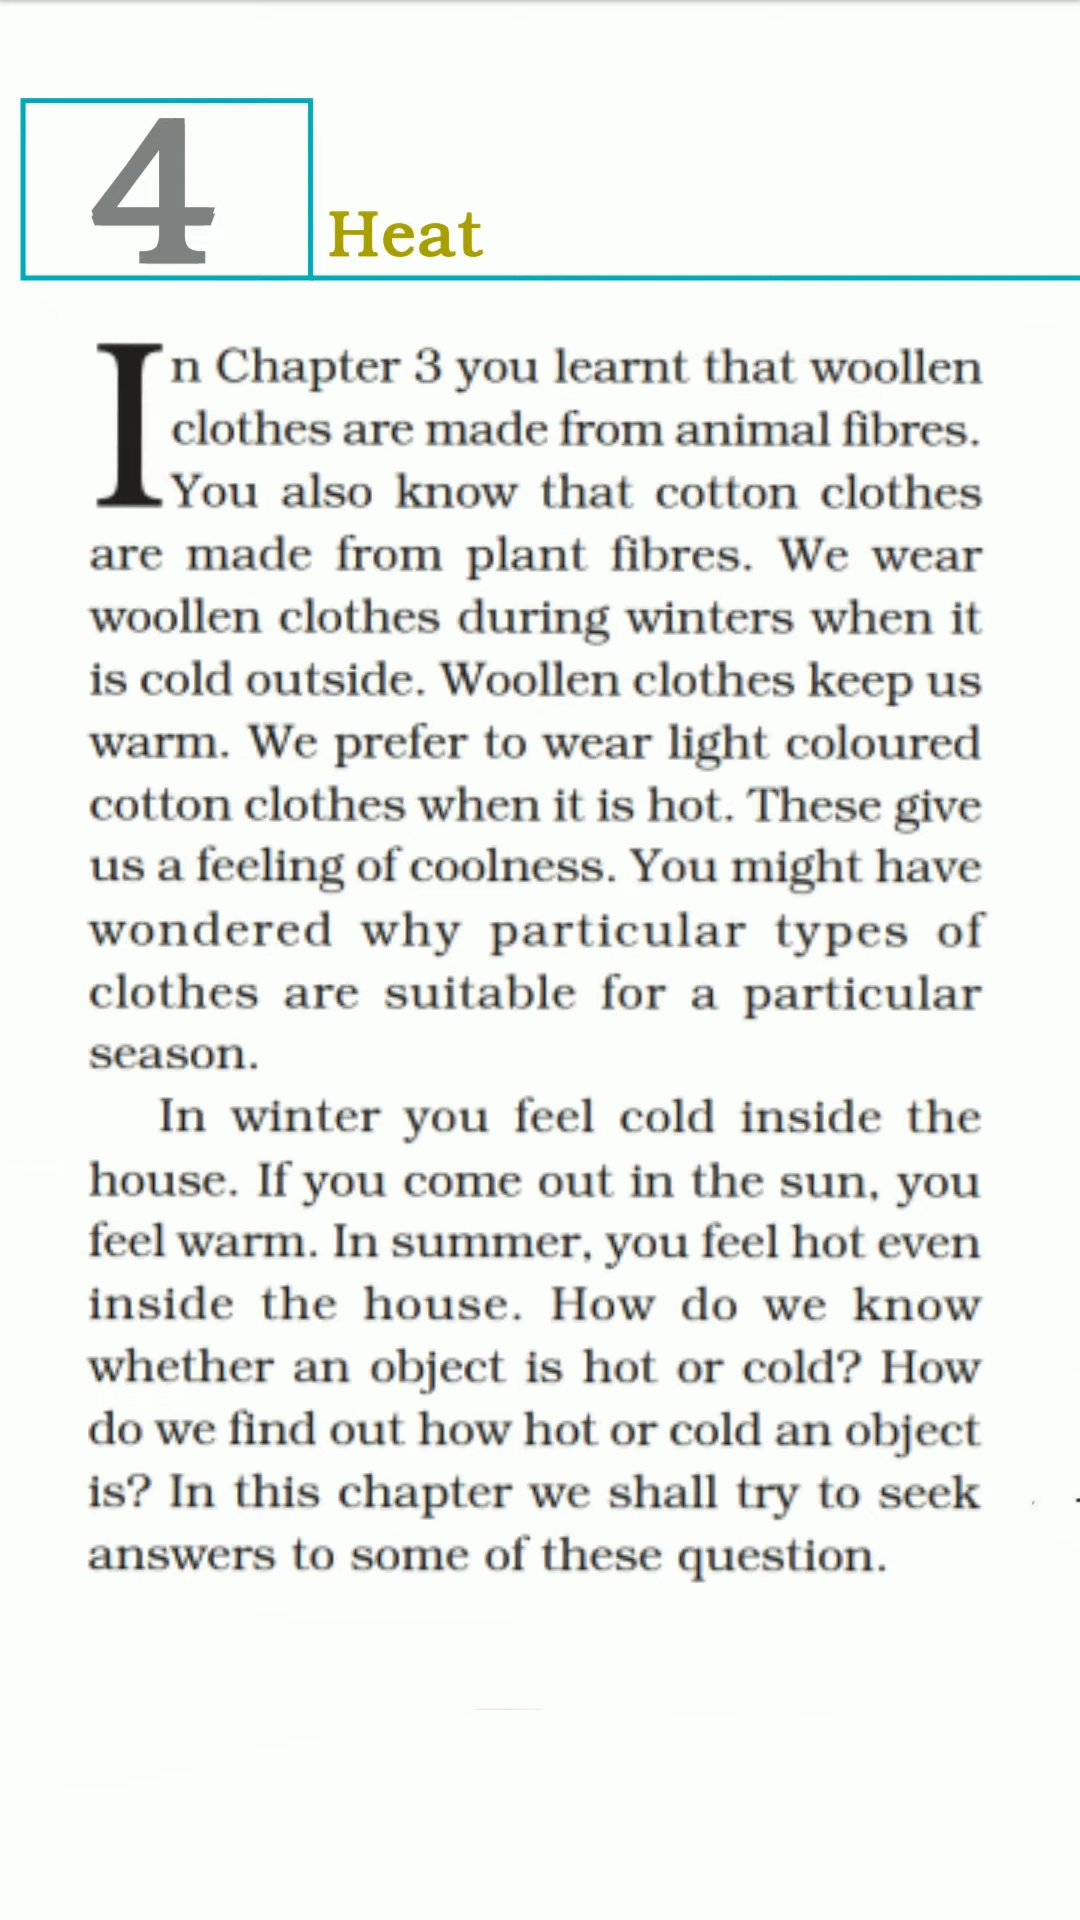 4
Heat
In Chapter 3 you learnt that woollen
clothes are made from animal fibres.
You also know that cotton clothes
are made from plant fibres. We wear
woollen clothes during winters when it
is cold outside. Woollen clothes keep us
warm. We prefer to wear light coloured
cotton clothes when it is hot. These give
us a feeling of coolness. You might have
wondered why particular types of
clothes are suitable for a particular
season.
In winter you feel cold inside the
house. If you come out in the sun, you
feel warm. In summer, you feel hot even
inside the house. How do we know
whether an object is hot or cold? How
do we find out how hot or cold an object
is? In this chapter we shall try to seek
answers to some of these question.